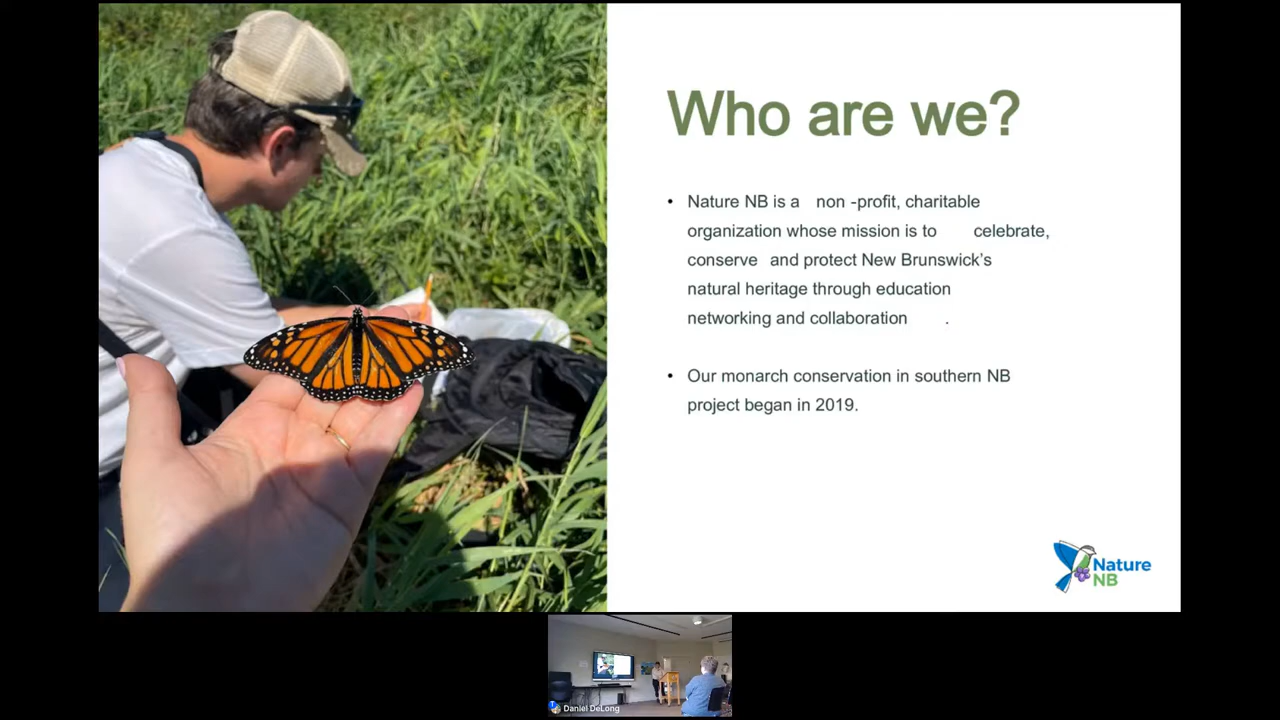 Who are we?
• Nature NB is a non -profit, charitable
organization whose mission is to celebrate,
conserve and protect New Brunswick’s
natural heritage through education
networking and collaboration .
• Our monarch conservation in southern NB
project began in 2019.
Nature
NB
Daniel DeLong